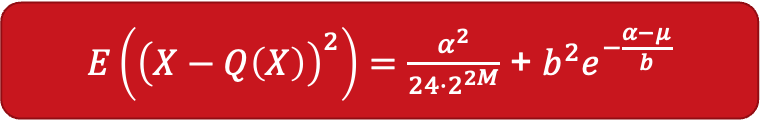 E((X − Q(X))²) = α²/(24·2^{2M}) + b²e^{−(α−μ)/b}